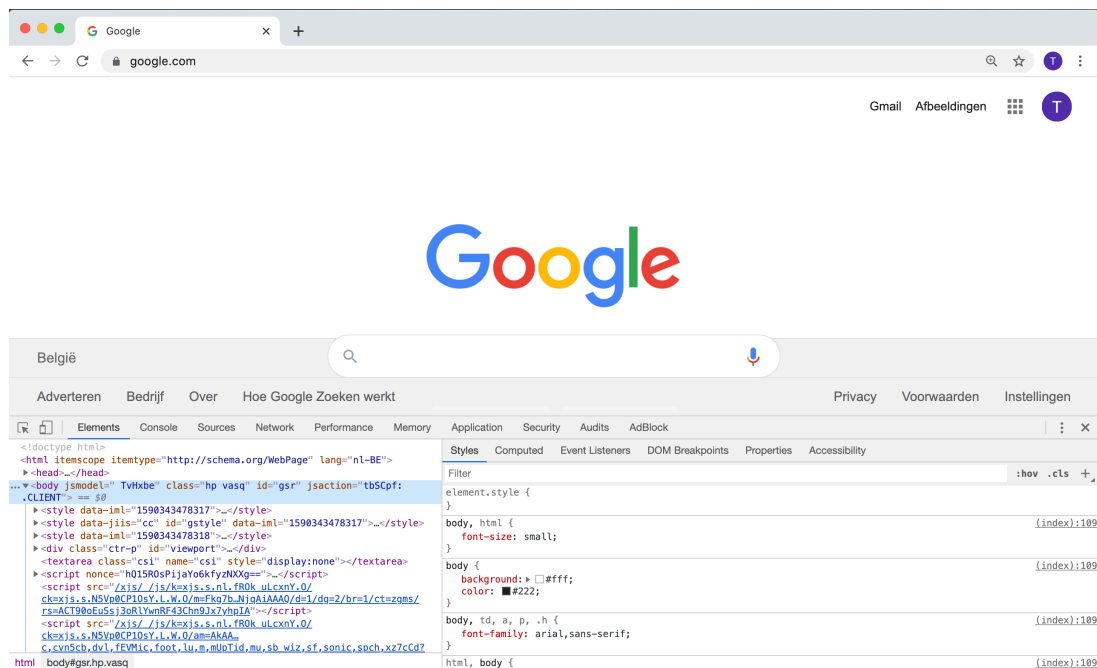 Google
google.com
T
Gmail Afbeeldingen T
Google
België
Adverteren Bedrijf Over Hoe Google Zoeken werkt Privacy Voorwaarden Instellingen
Elements Console Sources Network Performance Memory Application Security Audits AdBlock
<!doctype html>
<html itemscope itemtype="http://schema.org/WebPage" lang="nl-BE">
<head>…</head>
<body jsmodel=" TvHxbe" class="hp vasq" id="gsr" jsaction="tbSCpf:
.CLIENT"> == $0
<style data-iml="1590343478317">…</style>
<style data-jiis="cc" id="gstyle" data-iml="1590343478317">…</style>
<style data-iml="1590343478318">…</style>
<div class="ctr-p" id="viewport">…</div>
<textarea class="csi" name="csi" style="display:none"></textarea>
<script nonce="hQ15ROsPijaYo6kfyzNXXg==">…</script>
<script src="/xjs/_/js/k=xjs.s.nl.fROk_uLcxnY.O/
ck=xjs.s.N5Vp0CP1OsY.L.W.O/m=Fkg7b…NjqAiAAAQ/d=1/dg=2/br=1/ct=zgms/
rs=ACT90oEuSsj3oRlYwnRF43Chn9Jx7yhpIA"></script>
<script src="/xjs/_/js/k=xjs.s.nl.fROk_uLcxnY.O/
ck=xjs.s.N5Vp0CP1OsY.L.W.O/am=AkAA…
c,cvn5cb,dvl,fEVMic,foot,lu,m,mUpTid,mu,sb_wiz,sf,sonic,spch,xz7cCd?
html body#gsr.hp.vasq
Styles Computed Event Listeners DOM Breakpoints Properties Accessibility
Filter :hov .cls +
element.style {
}
body, html { (index):109
font-size: small;
}
body { (index):109
background: #fff;
color: #222;
}
body, td, a, p, .h { (index):109
font-family: arial,sans-serif;
}
html, body { (index):109